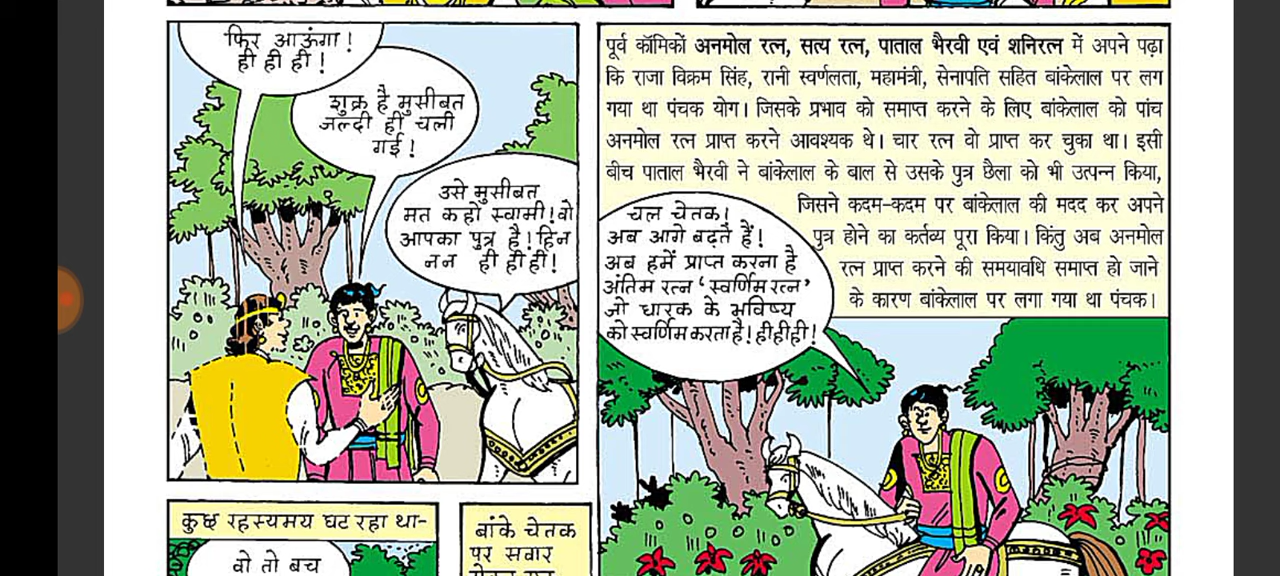 फिर आऊंगा!
ही ही ही!
शुक्र है मुसीबत
जल्दी ही चली
गई!
उसे मुसीबत
मत कहो स्वामी! वो
आपका पुत्र है! हिन
नन ही ही ही!
पूर्व कॉमिकों अनमोल रत्न, सत्य रत्न, पाताल भैरवी एवं शनिरत्न में अपने पढ़ा
कि राजा विक्रम सिंह, रानी स्वर्णलता, महामंत्री, सेनापति सहित बांकेलाल पर लग
गया था पंचक योग। जिसके प्रभाव को समाप्त करने के लिए बांकेलाल को पांच
अनमोल रत्न प्राप्त करने आवश्यक थे। चार रत्न वो प्राप्त कर चुका था। इसी
बीच पाताल भैरवी ने बांकेलाल के बाल से उसके पुत्र छैला को भी उत्पन्न किया,
जिसने कदम-कदम पर बांकेलाल की मदद कर अपने
पुत्र होने का कर्तव्य पूरा किया। किंतु अब अनमोल
रत्न प्राप्त करने की समयावधि समाप्त हो जाने
के कारण बांकेलाल पर लगा गया था पंचक।
चल चेतक!
अब आगे बढ़ते हैं!
अब हमें प्राप्त करना है
अंतिम रत्न 'स्वर्णिम रत्न'
जो धारक के भविष्य
को स्वर्णिम करता है! ही ही ही!
कुछ रहस्यमय घट रहा था-
वो तो बच
बांके चेतक
पर सवार